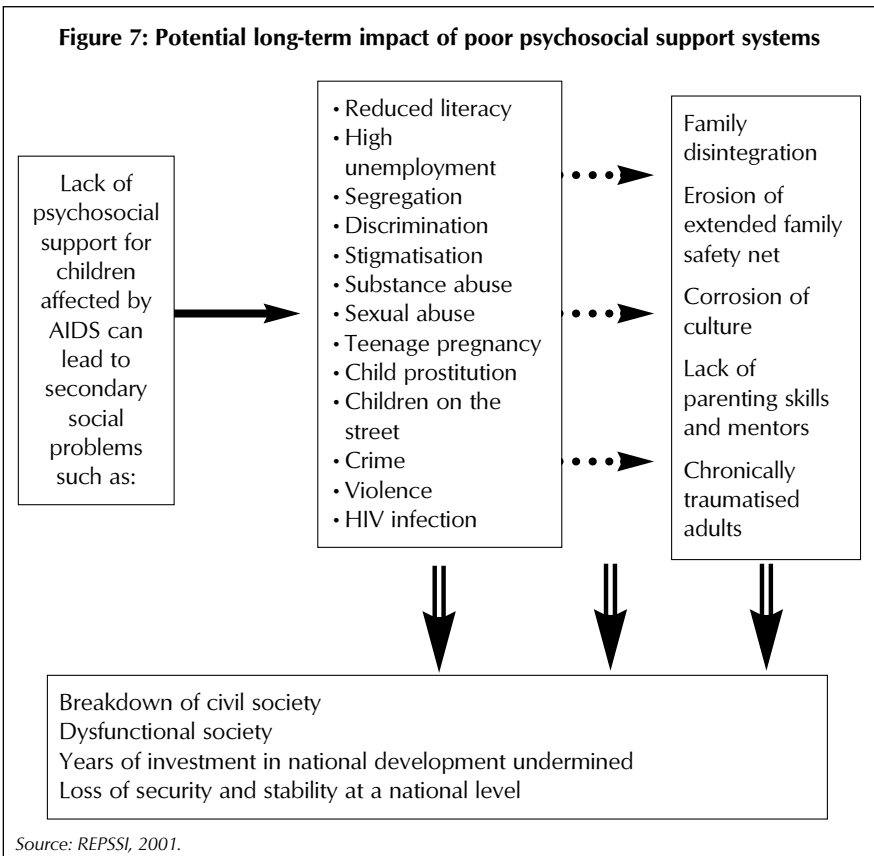 Figure 7: Potential long-term impact of poor psychosocial support systems
Lack of
psychosocial
support for
children
affected by
AIDS can
lead to
secondary
social
problems
such as:
• Reduced literacy
• High
unemployment
• Segregation
• Discrimination
• Stigmatisation
• Substance abuse
• Sexual abuse
• Teenage pregnancy
• Child prostitution
• Children on the
street
• Crime
• Violence
• HIV infection
Family
disintegration
Erosion of
extended family
safety net
Corrosion of
culture
Lack of
parenting skills
and mentors
Chronically
traumatised
adults
Breakdown of civil society
Dysfunctional society
Years of investment in national development undermined
Loss of security and stability at a national level
Source: REPSSI, 2001.